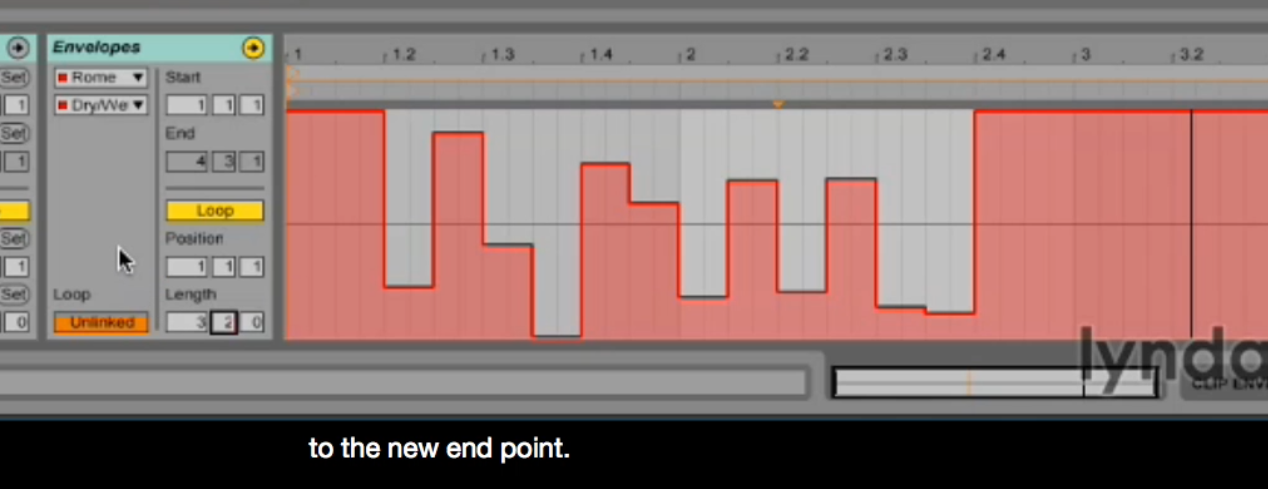 Envelopes
1 1.2 1.3 1.4 2 2.2 2.3 2.4 3 3.2
Set Rome Start
1 Dry/We 1 1 1
Set End
1 4 3 1
Loop
Set Position
1 1 1 1
Set Loop Length
0 Unlinked 3 2 0
lynda
CLIP ENV
to the new end point.